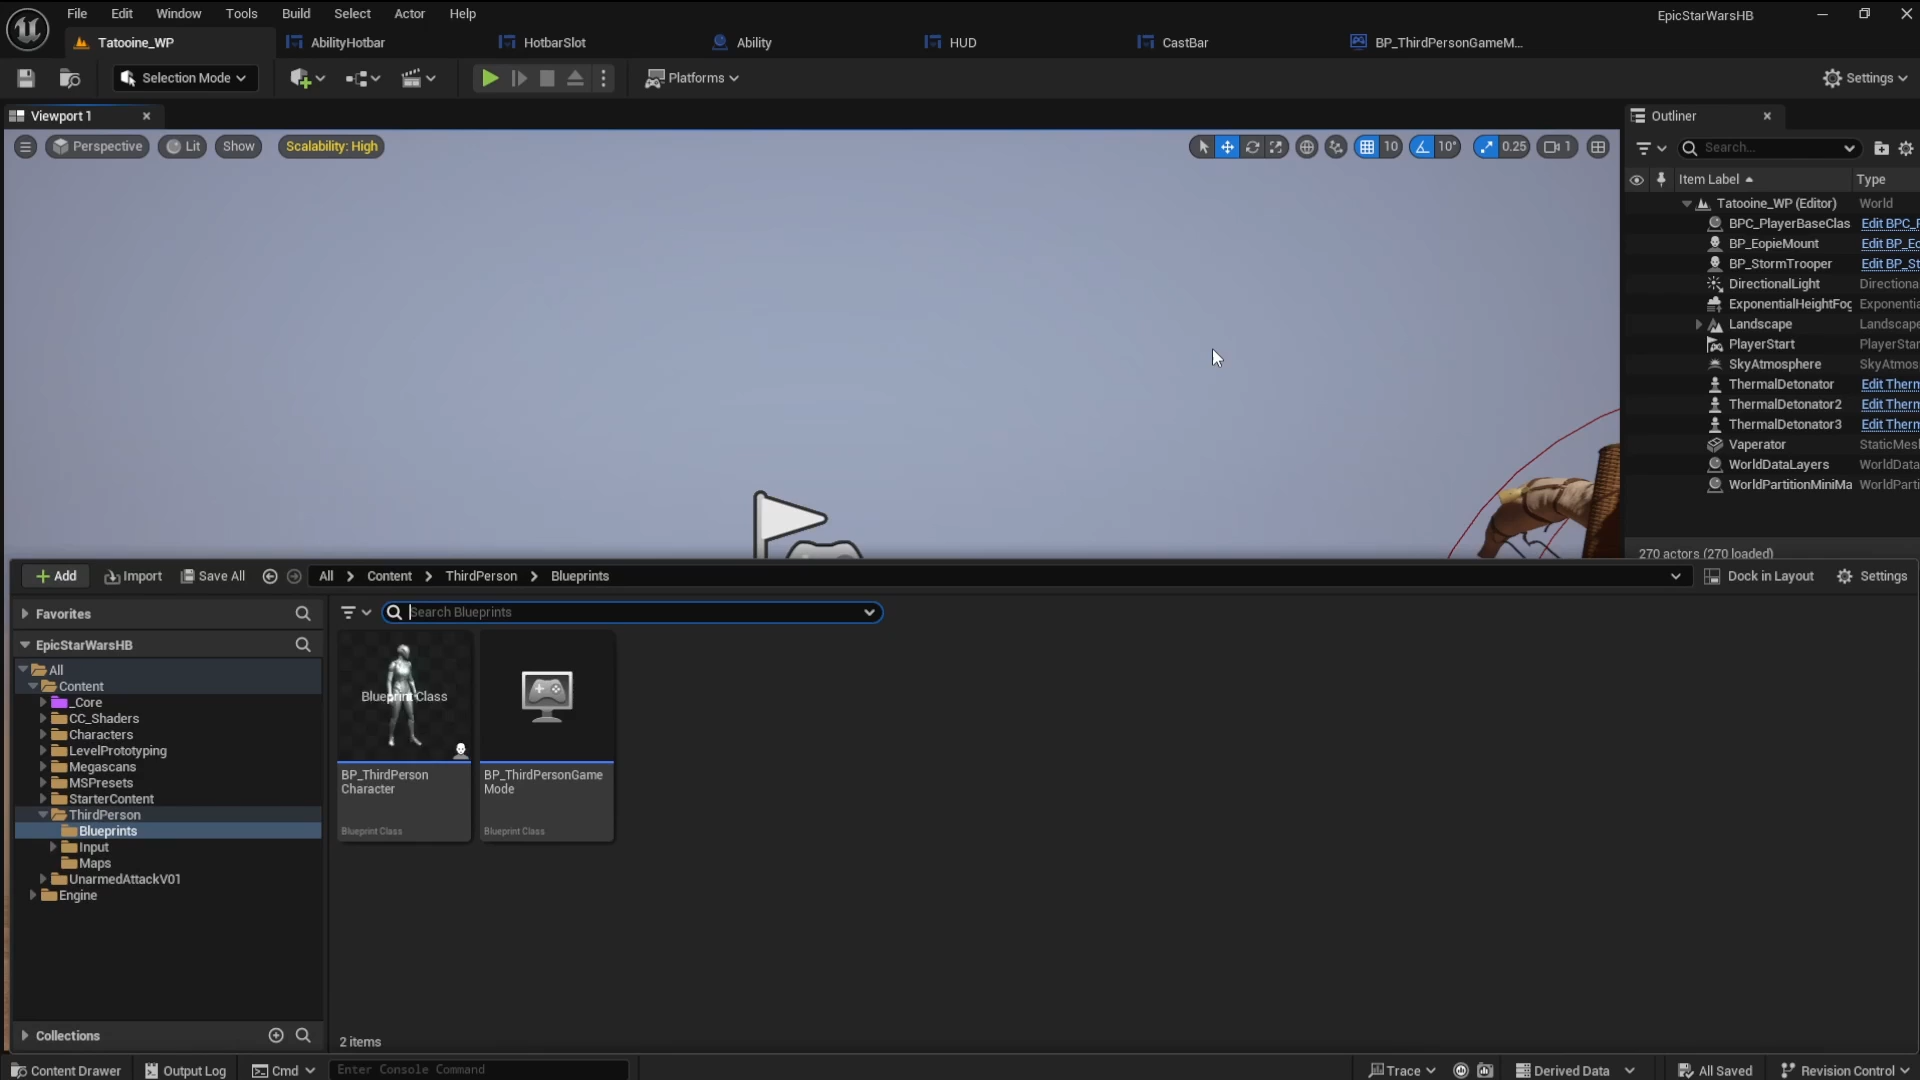 File Edit Window Tools Build Select Actor Help
EpicStarWarsHB
Tatooine_WP
AbilityHotbar
HotbarSlot
Ability
HUD
CastBar
BP_ThirdPersonGameM...
Selection Mode
Platforms
Settings
Viewport 1
Outliner
Perspective
Lit
Show
Scalability: High
10
10°
0.25
1
Search...
Item Label
Type
Tatooine_WP (Editor) World
BPC_PlayerBaseClas Edit BPC_P
BP_EopieMount Edit BP_Eo
BP_StormTrooper Edit BP_St
DirectionalLight Directiona
ExponentialHeightFog Exponentia
Landscape Landscape
PlayerStart PlayerStar
SkyAtmosphere SkyAtmos
ThermalDetonator Edit Therm
ThermalDetonator2 Edit Therm
ThermalDetonator3 Edit Therm
Vaperator StaticMesl
WorldDataLayers WorldData
WorldPartitionMiniMa WorldParti
270 actors (270 loaded)
Add
Import
Save All
All
Content
ThirdPerson
Blueprints
Dock in Layout
Settings
Favorites
Search Blueprints
EpicStarWarsHB
All
Content
_Core
CC_Shaders
Characters
LevelPrototyping
Megascans
MSPresets
StarterContent
ThirdPerson
Blueprints
Input
Maps
UnarmedAttackV01
Engine
Blueprint Class
BP_ThirdPerson
Character
Blueprint Class
BP_ThirdPersonGame
Mode
Blueprint Class
Collections
2 items
Content Drawer
Output Log
Cmd
Enter Console Command
Trace
Derived Data
All Saved
Revision Control